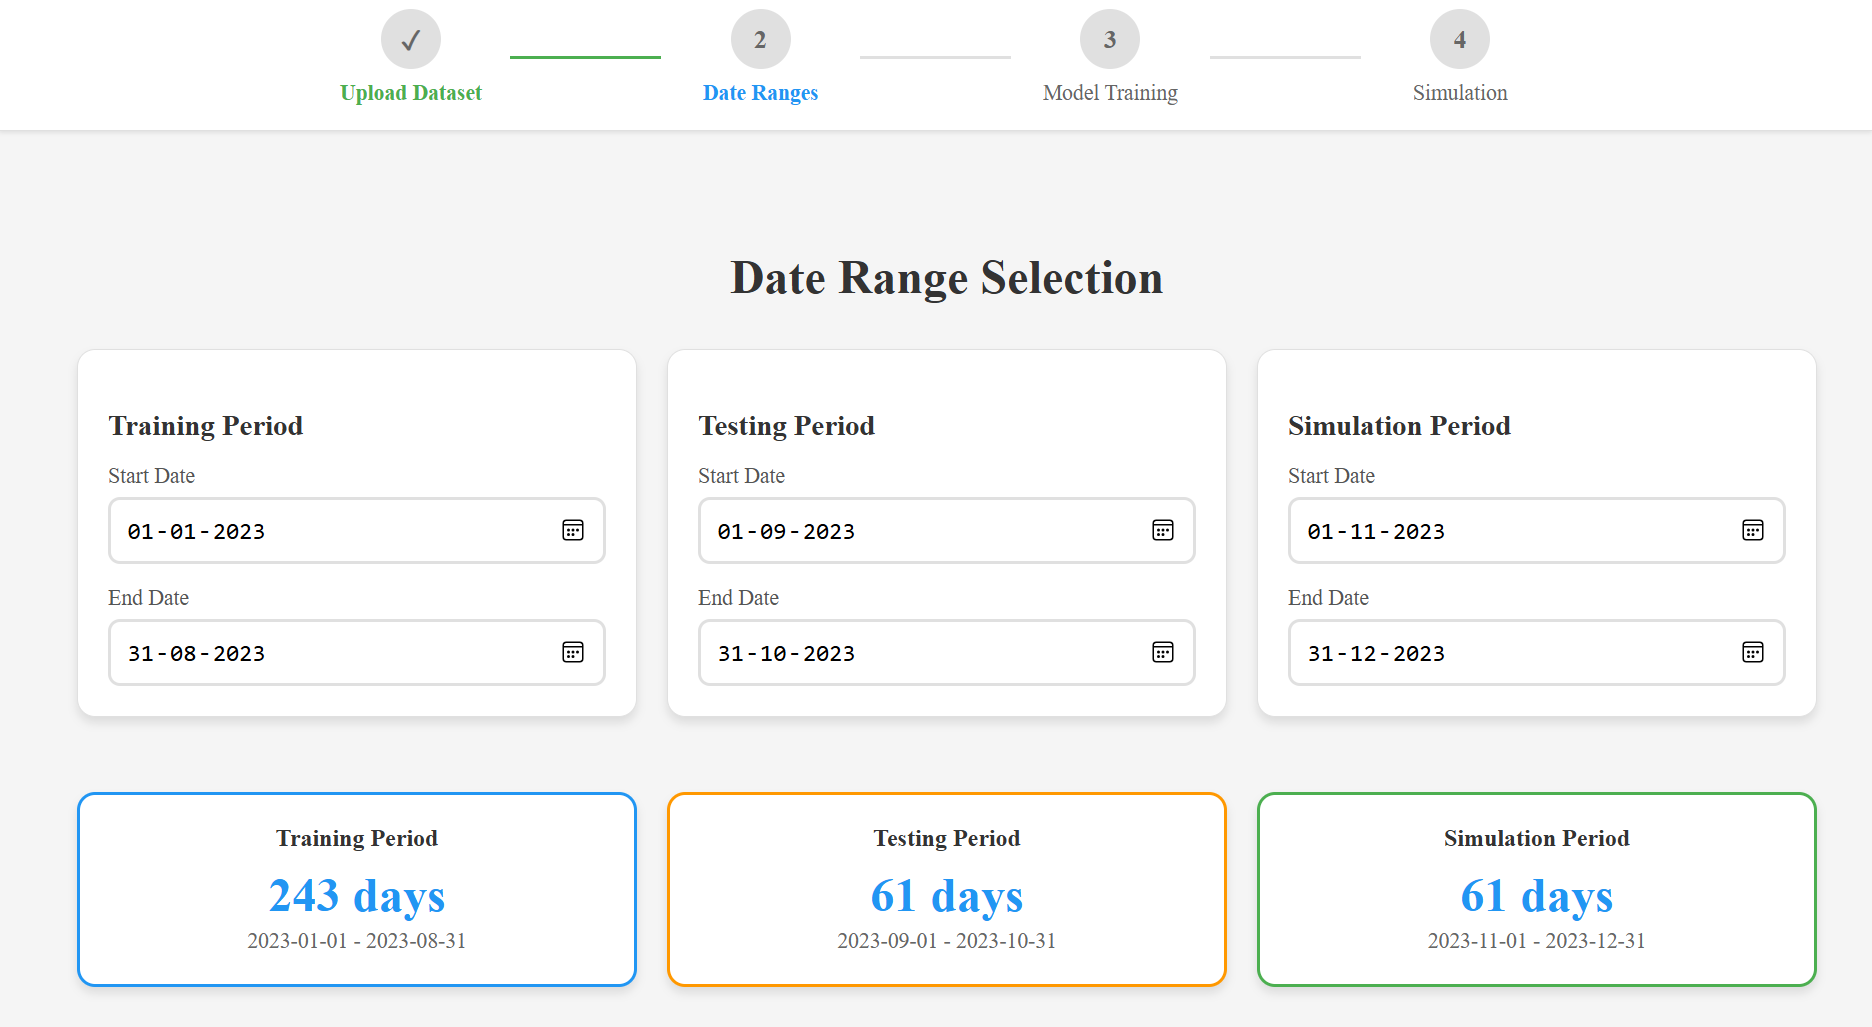 ✓ 2 3 4
Upload Dataset Date Ranges Model Training Simulation
Date Range Selection
Training Period
Start Date
01-01-2023
End Date
31-08-2023
Testing Period
Start Date
01-09-2023
End Date
31-10-2023
Simulation Period
Start Date
01-11-2023
End Date
31-12-2023
Training Period
243 days
2023-01-01 - 2023-08-31
Testing Period
61 days
2023-09-01 - 2023-10-31
Simulation Period
61 days
2023-11-01 - 2023-12-31